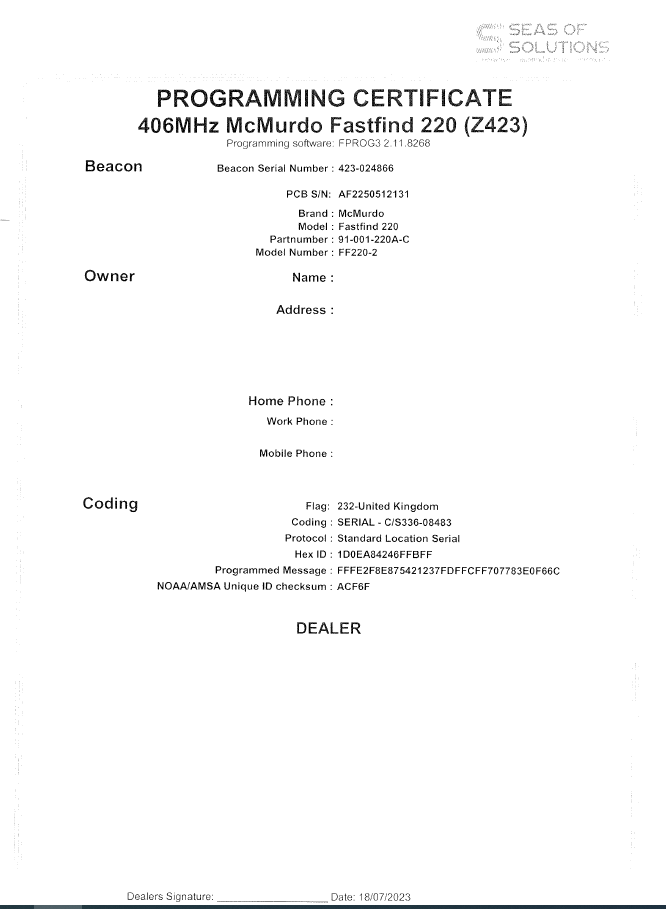 SEAS OF
SOLUTIONS
PROGRAMMING CERTIFICATE
406MHz McMurdo Fastfind 220 (Z423)
Programming software: FPROG3 2.11.8268
Beacon
Beacon Serial Number : 423-024866
PCB S/N: AF2250512131
Brand : McMurdo
Model : Fastfind 220
Partnumber : 91-001-220A-C
Model Number : FF220-2
Owner
Name :
Address :
Home Phone :
Work Phone :
Mobile Phone :
Coding
Flag: 232-United Kingdom
Coding : SERIAL - C/S336-08483
Protocol : Standard Location Serial
Hex ID : 1D0EA84246FFBFF
Programmed Message : FFFE2F8E875421237FDFFCFF707783E0F66C
NOAA/AMSA Unique ID checksum : ACF6F
DEALER
Dealers Signature: ____________________ Date: 18/07/2023